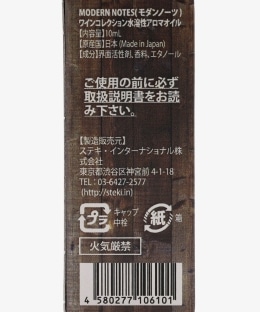 MODERN NOTES(モダンノーツ)
ワインコレクション水溶性アロマオイル
【内容量】10mL
【原産国】日本 (Made in Japan)
【成分】界面活性剤, 香料, エタノール
ご使用の前に必ず
取扱説明書をお読
み下さい。
【製造販売元】
ステキ・インターナショナル株
式会社
東京都渋谷区神宮前 4-1-18
TEL : 03-6427-2577
(http://steki.in)
プラ
キャップ
中栓
紙
箱
火気厳禁
4 580277 106101